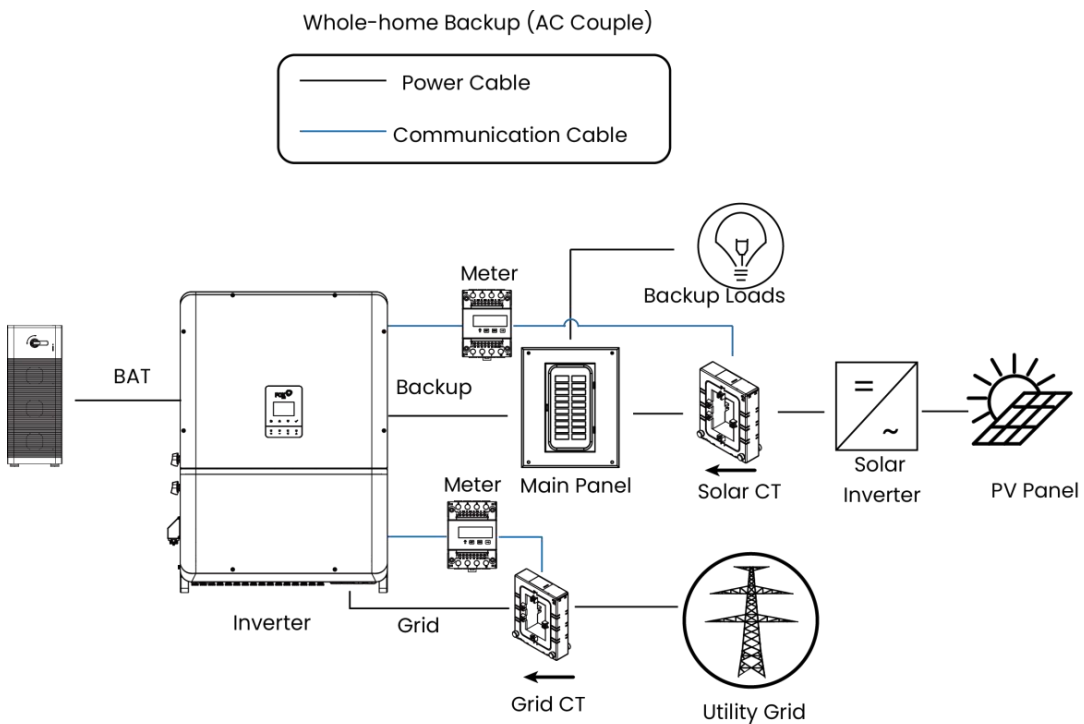 Whole-home Backup (AC Couple)
Power Cable
Communication Cable
Meter
Backup Loads
BAT
Backup
Main Panel
Solar CT
Solar
Inverter
PV Panel
Meter
Inverter
Grid
Grid CT
Utility Grid